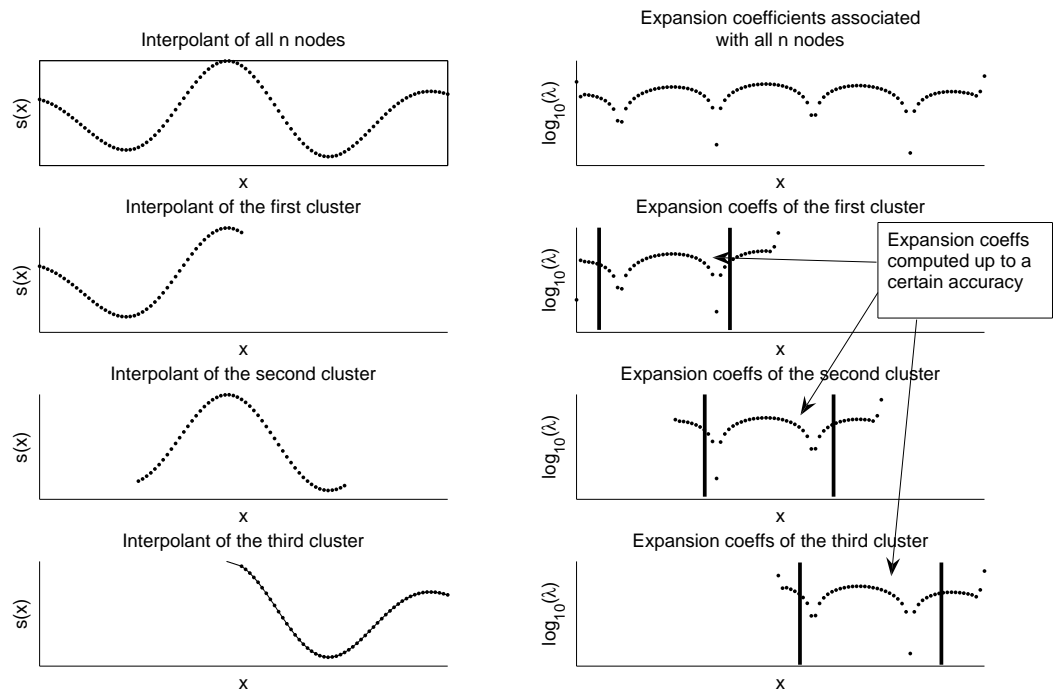 Interpolant of all n nodes
s(x)
x
Expansion coefficients associated
with all n nodes
log10(λ)
x
Interpolant of the first cluster
s(x)
x
Expansion coeffs of the first cluster
log10(λ)
x
Expansion coeffs
computed up to a
certain accuracy
Interpolant of the second cluster
s(x)
x
Expansion coeffs of the second cluster
log10(λ)
x
Interpolant of the third cluster
s(x)
x
Expansion coeffs of the third cluster
log10(λ)
x